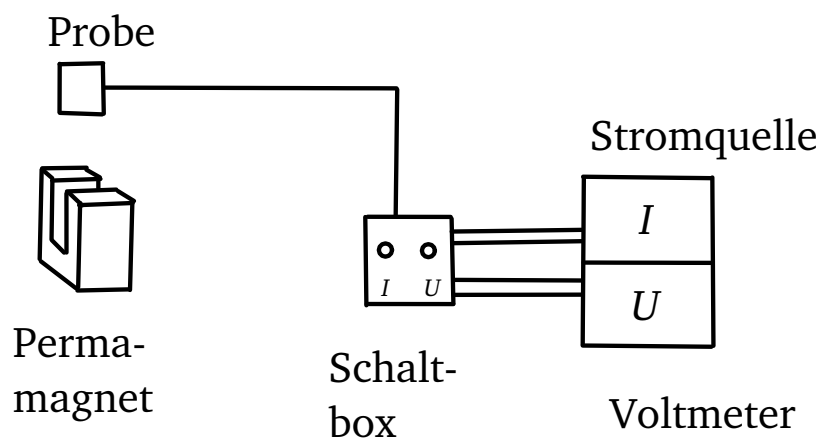 Probe
Stromquelle
I
I U
U
Perma-
magnet
Schalt-
box
Voltmeter